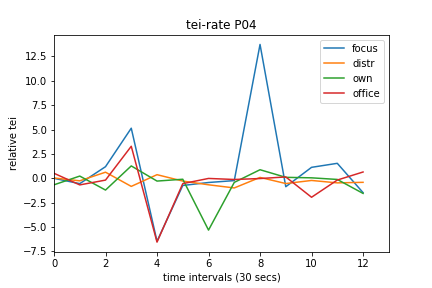 tei-rate P04
focus
distr
own
office
relative tei
12.5
10.0
7.5
5.0
2.5
0.0
−2.5
−5.0
−7.5
0 2 4 6 8 10 12
time intervals (30 secs)